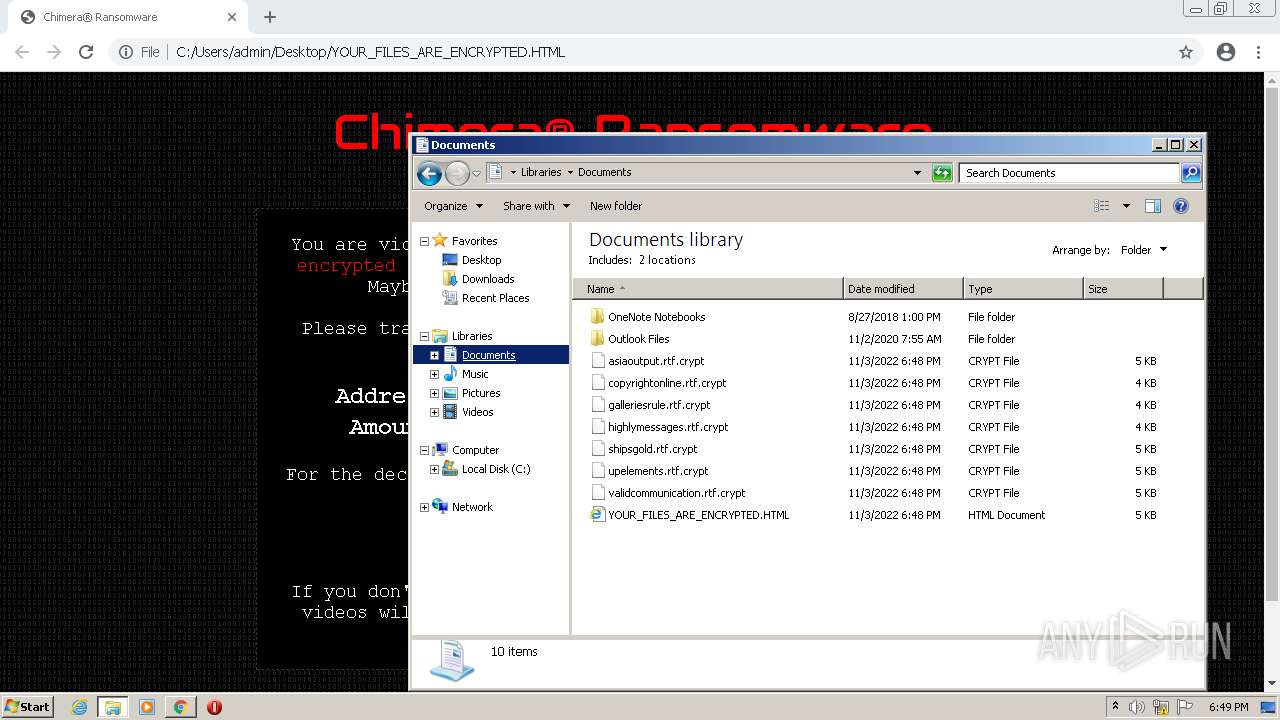 Chimera® Ransomware
File
C:/Users/admin/Desktop/YOUR_FILES_ARE_ENCRYPTED.HTML
Chimera® Ransomware
You are vic
encrypted
Mayb
Please tra
Addre
Amou
For the dec
If you don'
videos wil
Documents
Libraries
Documents
Search Documents
Organize
Share with
New folder
Favorites
Desktop
Downloads
Recent Places
Libraries
Documents
Music
Pictures
Videos
Computer
Local Disk (C:)
Network
Documents library
Includes: 2 locations
Arrange by: Folder
Name Date modified Type Size
OneNote Notebooks 8/27/2018 1:00 PM File folder
Outlook Files 11/2/2020 7:55 AM File folder
asiaoutput.rtf.crypt 11/3/2022 6:48 PM CRYPT File 5 KB
copyrightonline.rtf.crypt 11/3/2022 6:48 PM CRYPT File 4 KB
galleriesrule.rtf.crypt 11/3/2022 6:48 PM CRYPT File 4 KB
highlymessages.rtf.crypt 11/3/2022 6:48 PM CRYPT File 4 KB
shipsgold.rtf.crypt 11/3/2022 6:48 PM CRYPT File 5 KB
upelements.rtf.crypt 11/3/2022 6:48 PM CRYPT File 5 KB
validcommunication.rtf.crypt 11/3/2022 6:48 PM CRYPT File 5 KB
YOUR_FILES_ARE_ENCRYPTED.HTML 11/3/2022 6:48 PM HTML Document 5 KB
10 items
ANY RUN
Start
6:49 PM